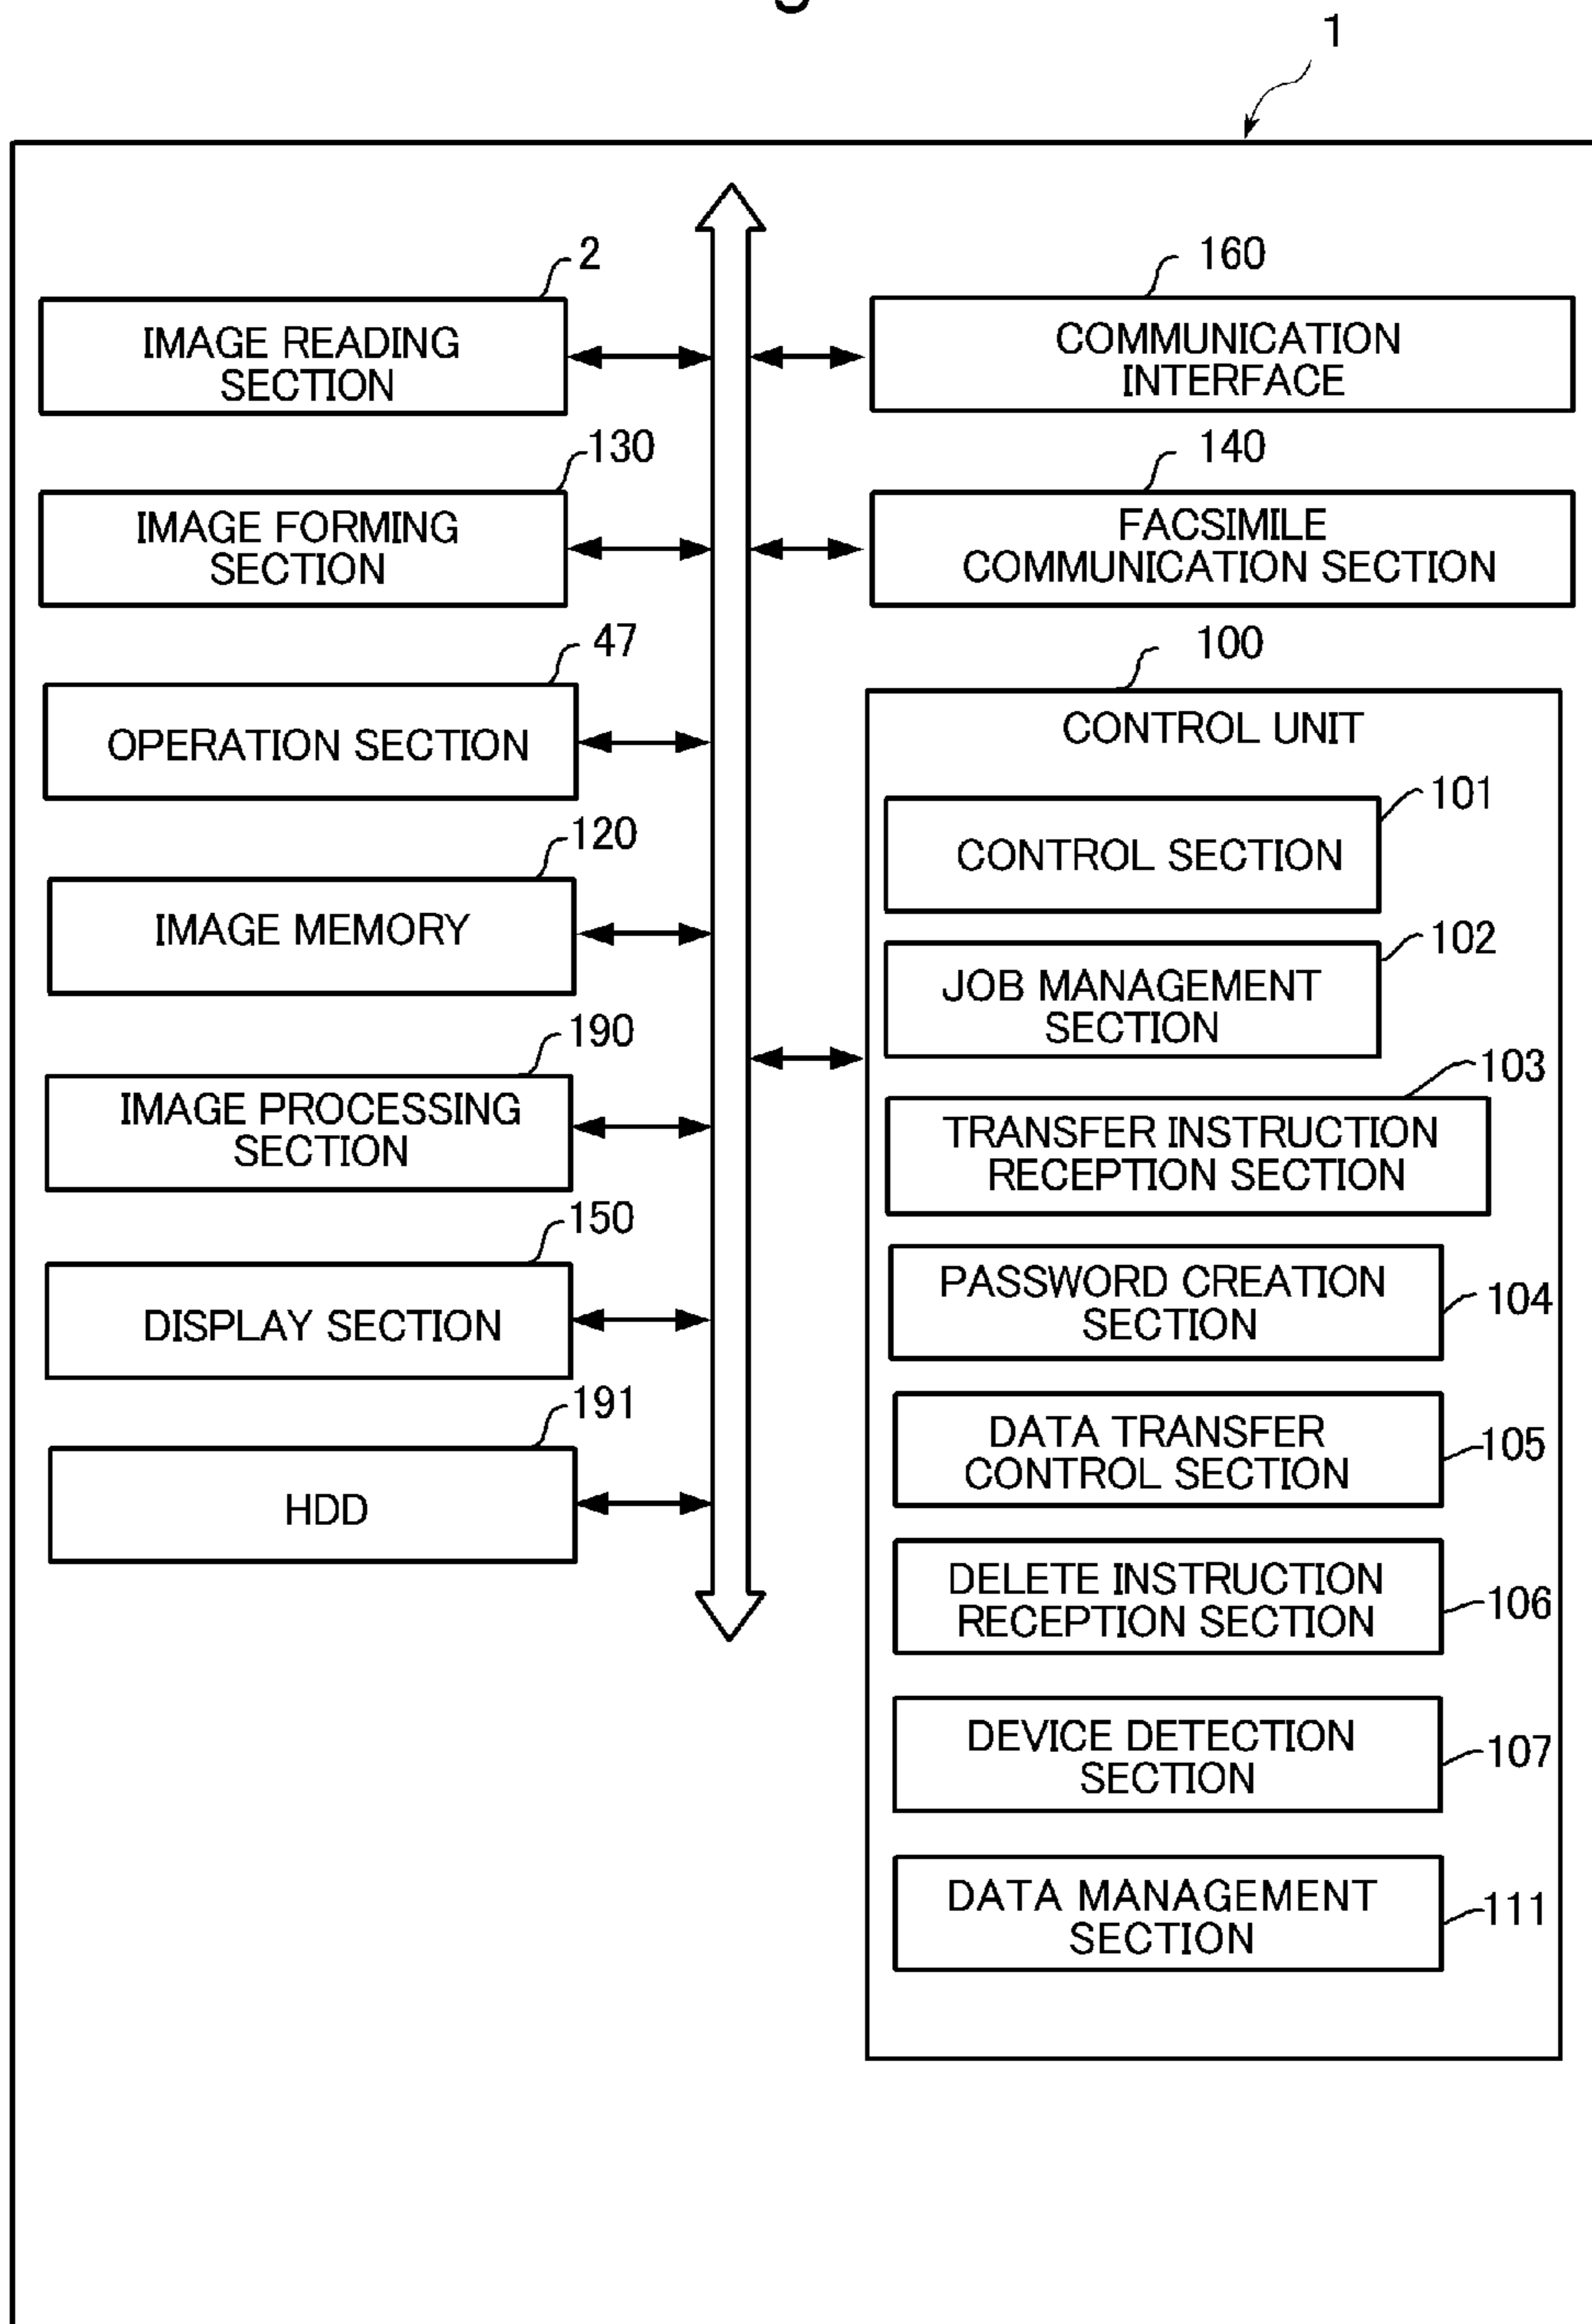 1
2
IMAGE READING
SECTION
130
IMAGE FORMING
SECTION
47
OPERATION SECTION
120
IMAGE MEMORY
190
IMAGE PROCESSING
SECTION
150
DISPLAY SECTION
191
HDD
160
COMMUNICATION
INTERFACE
140
FACSIMILE
COMMUNICATION SECTION
100
CONTROL UNIT
101
CONTROL SECTION
102
JOB MANAGEMENT
SECTION
103
TRANSFER INSTRUCTION
RECEPTION SECTION
104
PASSWORD CREATION
SECTION
105
DATA TRANSFER
CONTROL SECTION
106
DELETE INSTRUCTION
RECEPTION SECTION
107
DEVICE DETECTION
SECTION
111
DATA MANAGEMENT
SECTION